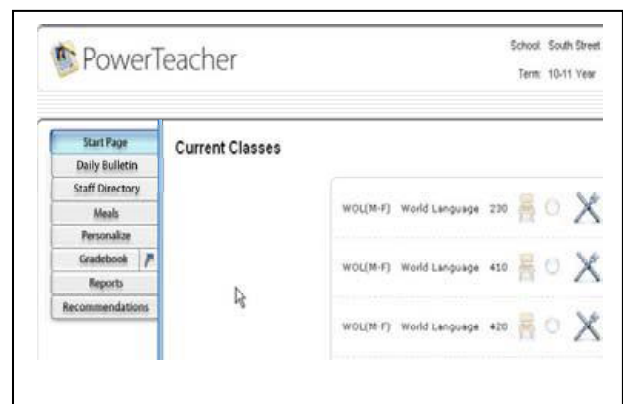 PowerTeacher
School: South Street
Term: 10-11 Year
Start Page
Daily Bulletin
Staff Directory
Meals
Personalize
Gradebook
Reports
Recommendations
Current Classes
WOL(M-F) World Language 230
WOL(M-F) World Language 410
WOL(M-F) World Language 420